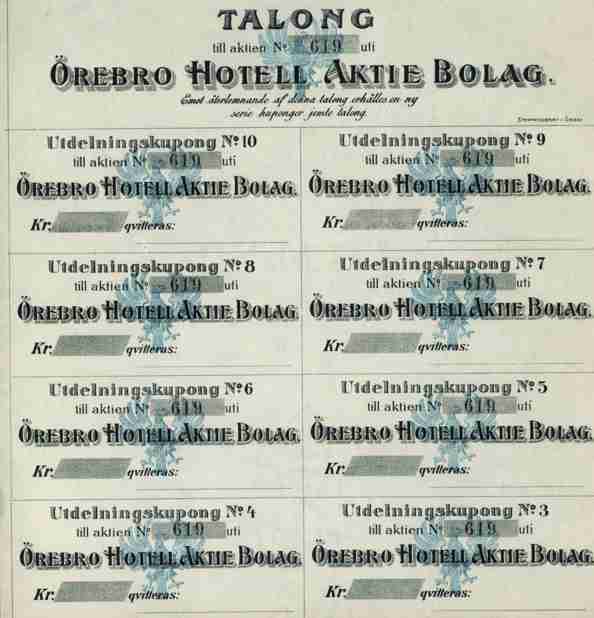 TALONG
till aktien Nº 619 uti
ÖREBRO HOTELL AKTIE BOLAG.
Emot återlemnande af denna talong erhålles en ny
serie kuponger jemte talong.
Utdelningskupong Nº 10
till aktien Nº 619 uti
ÖREBRO HOTELL AKTIE BOLAG.
Kr. qvitteras:
Utdelningskupong Nº 9
till aktien Nº 619 uti
ÖREBRO HOTELL AKTIE BOLAG.
Kr. qvitteras:
Utdelningskupong Nº 8
till aktien Nº 619 uti
ÖREBRO HOTELL AKTIE BOLAG.
Kr. qvitteras:
Utdelningskupong Nº 7
till aktien Nº 619 uti
ÖREBRO HOTELL AKTIE BOLAG.
Kr. qvitteras:
Utdelningskupong Nº 6
till aktien Nº 619 uti
ÖREBRO HOTELL AKTIE BOLAG.
Kr. qvitteras:
Utdelningskupong Nº 5
till aktien Nº 619 uti
ÖREBRO HOTELL AKTIE BOLAG.
Kr. qvitteras:
Utdelningskupong Nº 4
till aktien Nº 619 uti
ÖREBRO HOTELL AKTIE BOLAG.
Kr. qvitteras:
Utdelningskupong Nº 3
till aktien Nº 619 uti
ÖREBRO HOTELL AKTIE BOLAG.
Kr. qvitteras: